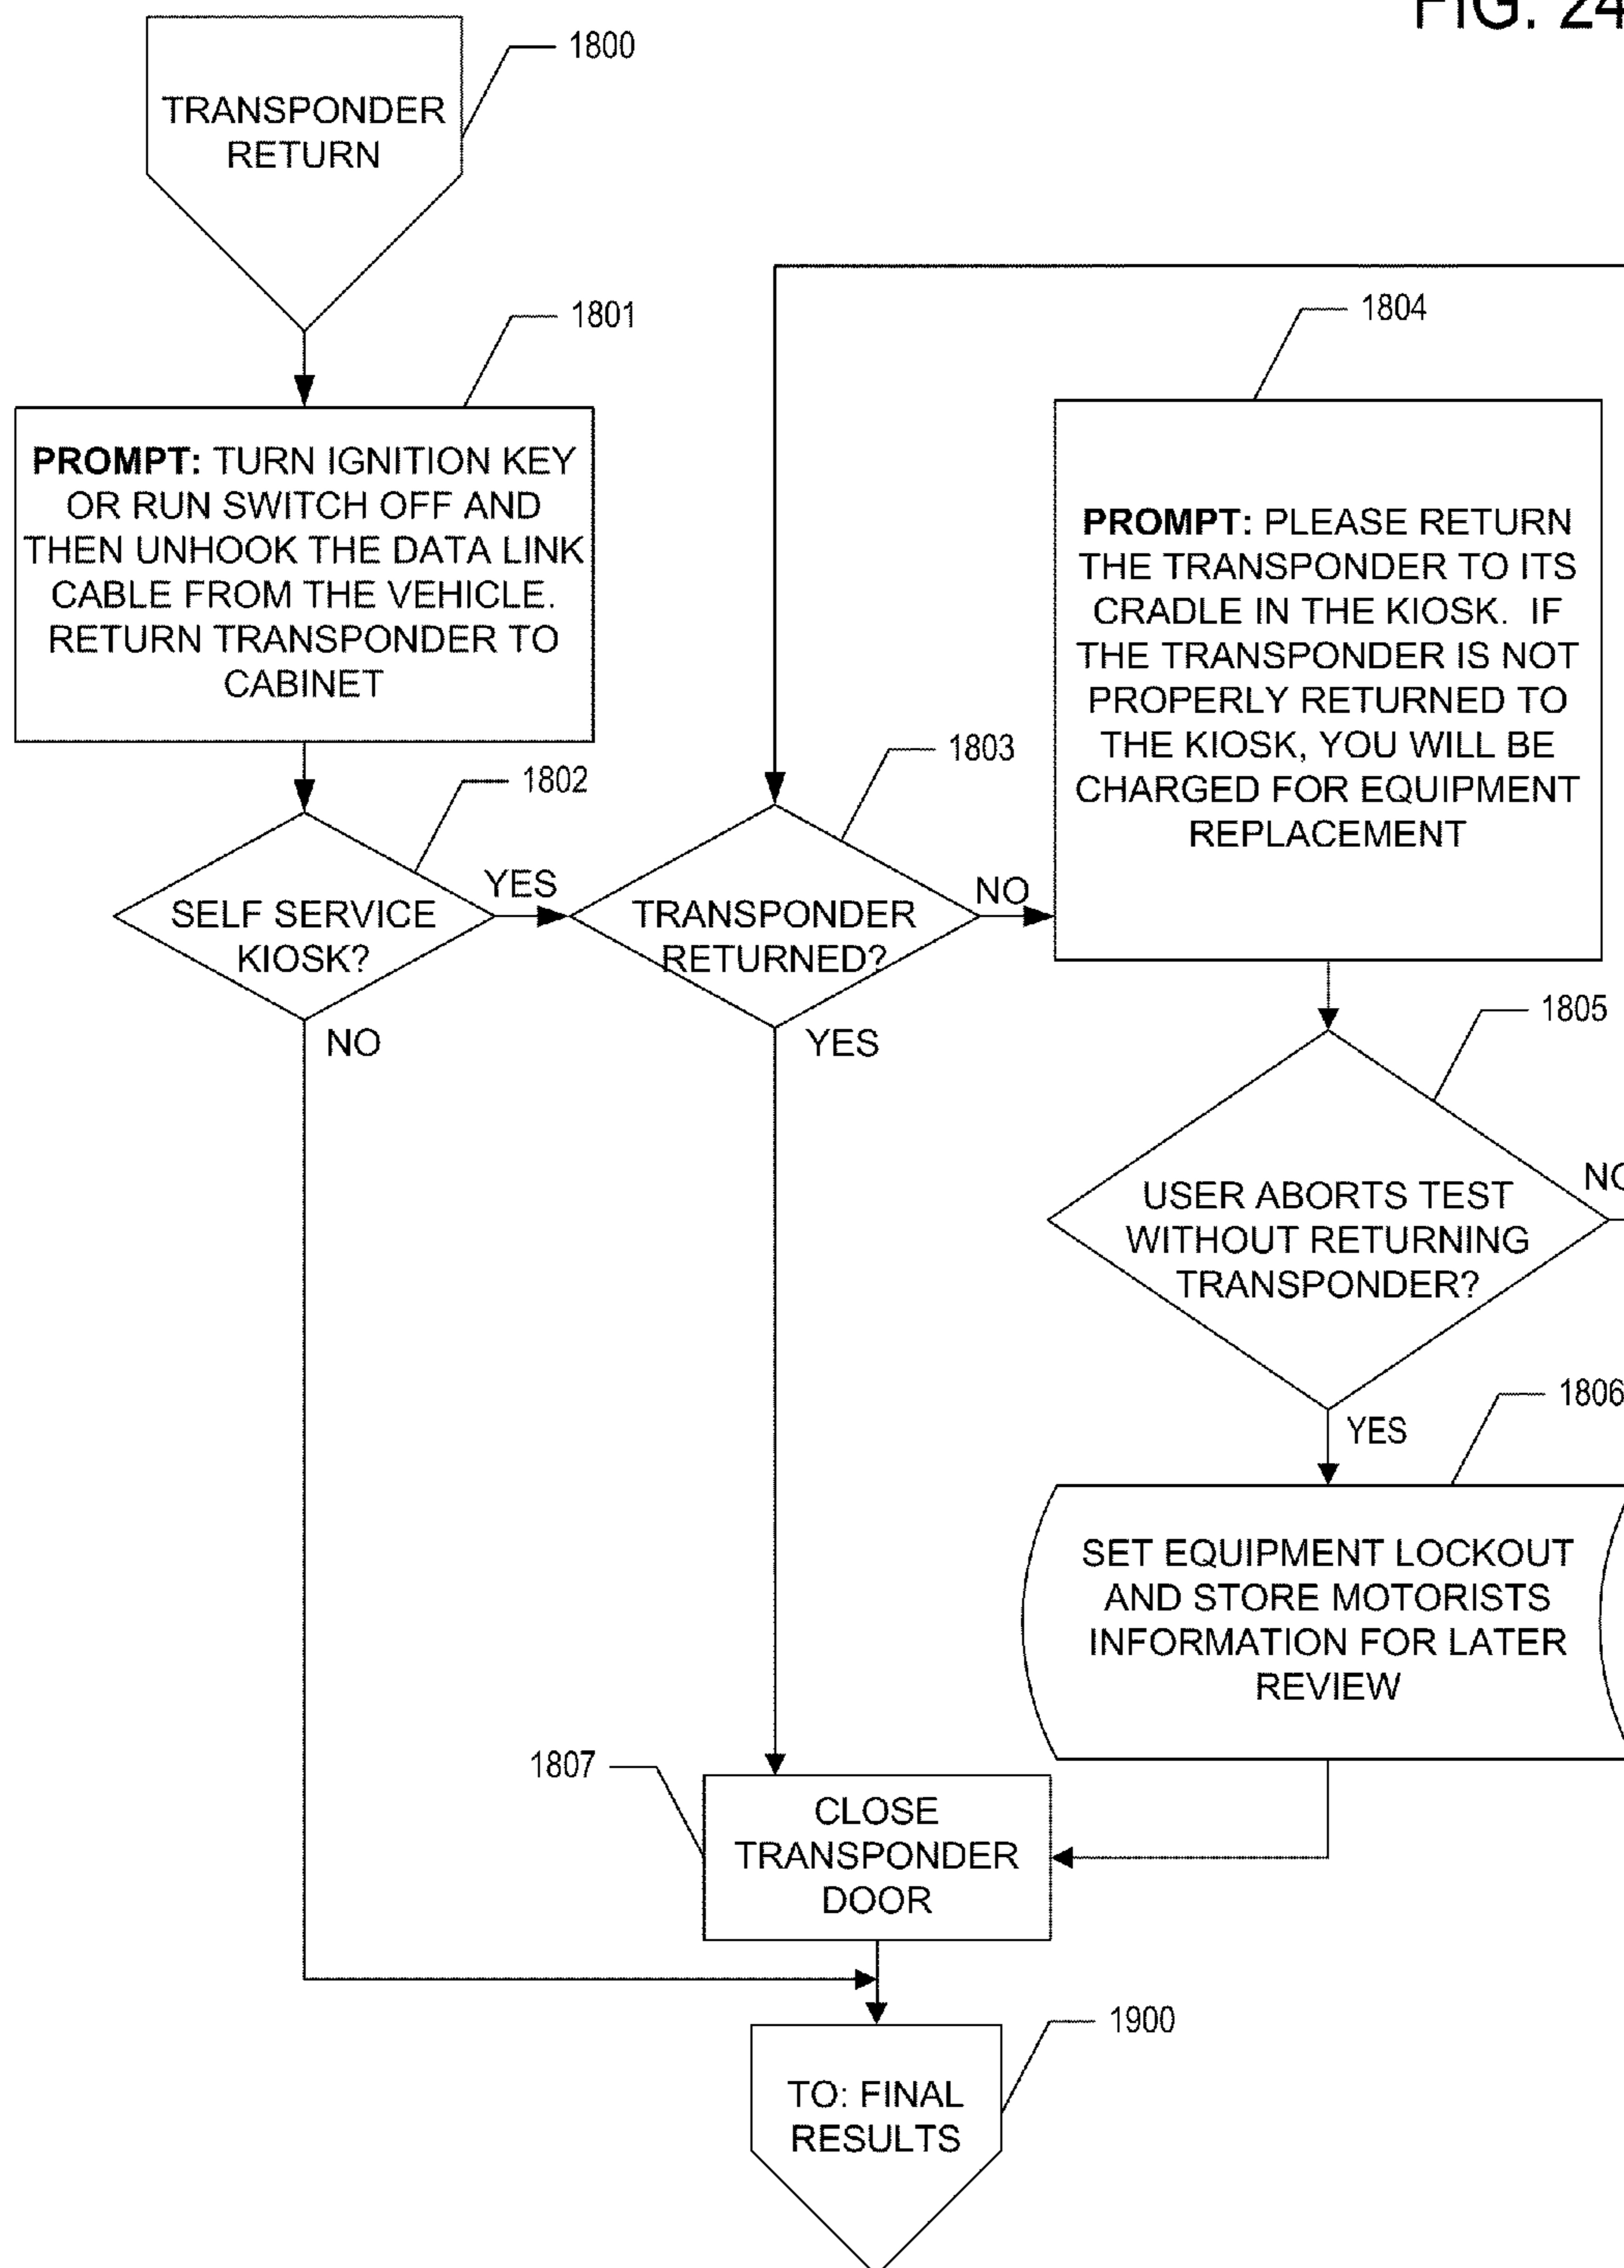 FIG. 24
1800
TRANSPONDER
RETURN
1801
PROMPT: TURN IGNITION KEY
OR RUN SWITCH OFF AND
THEN UNHOOK THE DATA LINK
CABLE FROM THE VEHICLE.
RETURN TRANSPONDER TO
CABINET
1802
SELF SERVICE
KIOSK?
YES
NO
1803
TRANSPONDER
RETURNED?
NO
YES
1804
PROMPT: PLEASE RETURN
THE TRANSPONDER TO ITS
CRADLE IN THE KIOSK. IF
THE TRANSPONDER IS NOT
PROPERLY RETURNED TO
THE KIOSK, YOU WILL BE
CHARGED FOR EQUIPMENT
REPLACEMENT
1805
USER ABORTS TEST
WITHOUT RETURNING
TRANSPONDER?
NO
YES
1806
SET EQUIPMENT LOCKOUT
AND STORE MOTORISTS
INFORMATION FOR LATER
REVIEW
1807
CLOSE
TRANSPONDER
DOOR
1900
TO: FINAL
RESULTS